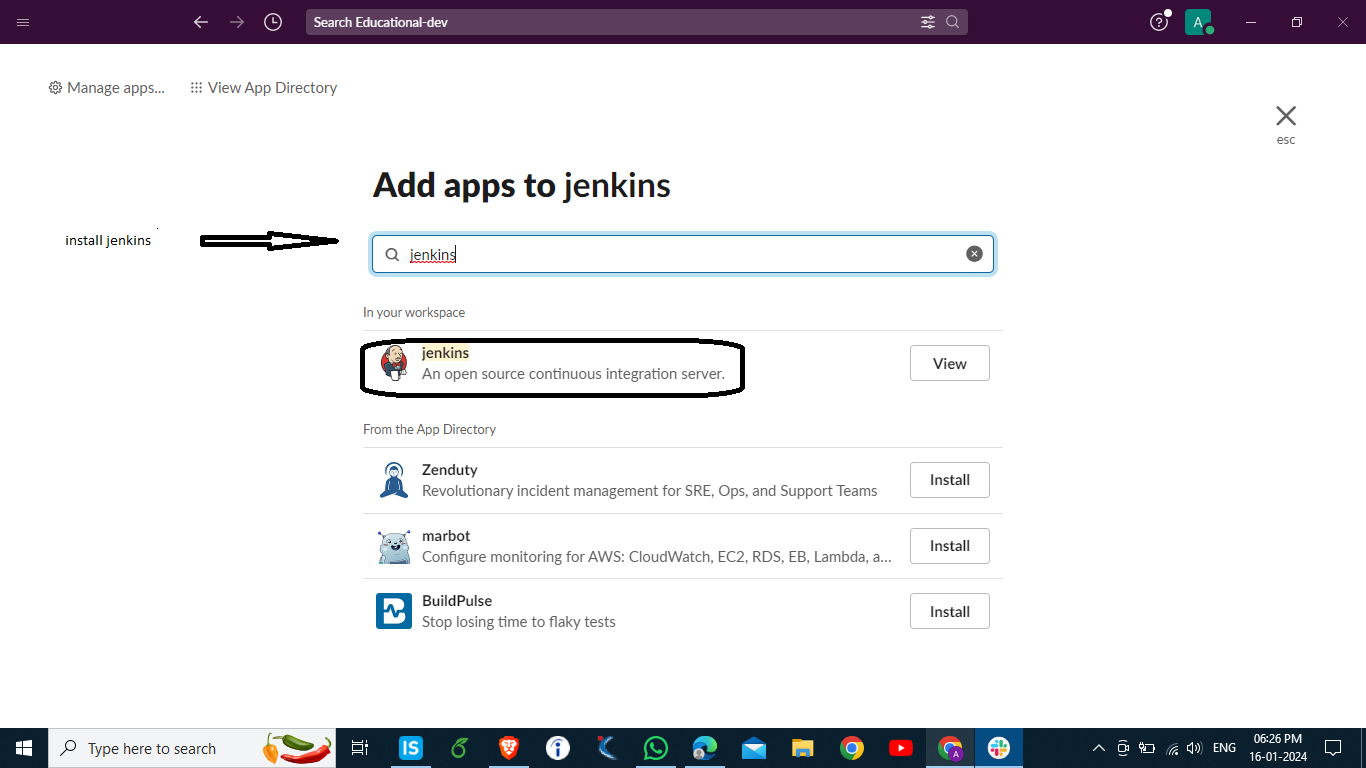 Search Educational-dev
A
Manage apps...
View App Directory
esc
Add apps to jenkins
install jenkins
jenkins
In your workspace
jenkins
An open source continuous integration server.
View
From the App Directory
Zenduty
Revolutionary incident management for SRE, Ops, and Support Teams
Install
marbot
Configure monitoring for AWS: CloudWatch, EC2, RDS, EB, Lambda, a...
Install
BuildPulse
Stop losing time to flaky tests
Install
Type here to search
IS
A
ENG
06:26 PM
16-01-2024